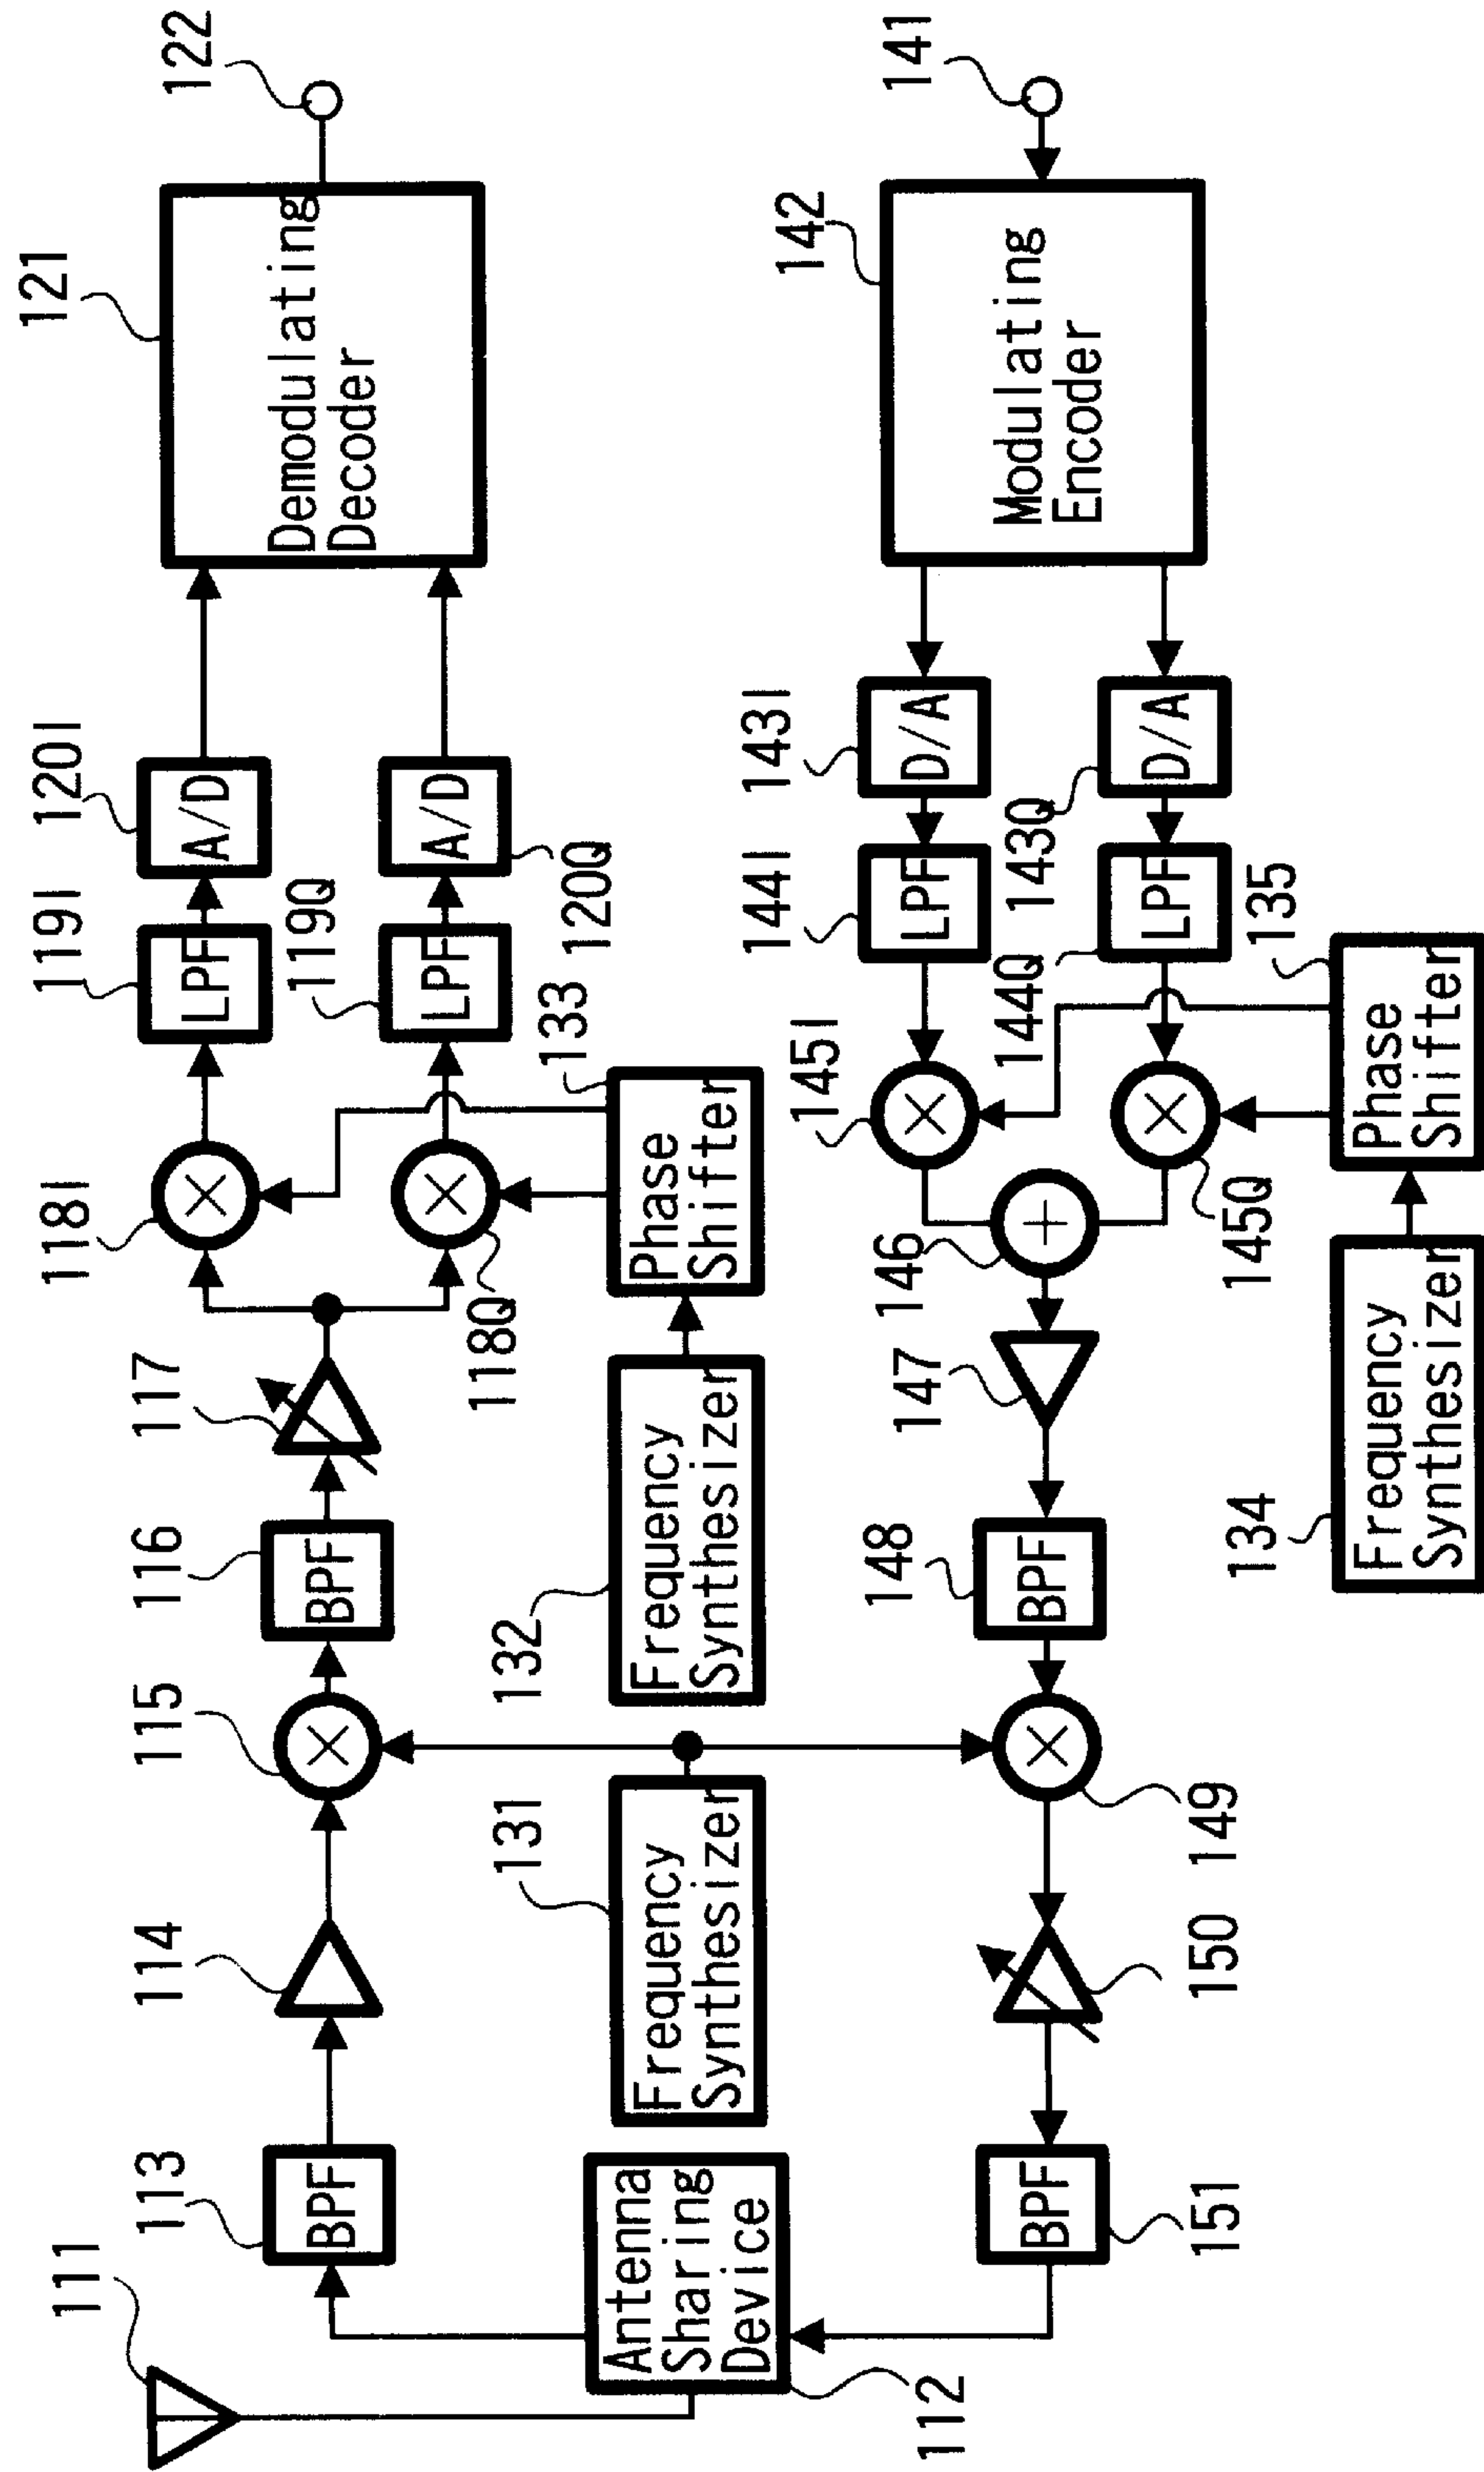 111
113
BPF
114
115
116
BPF
117
118I
118Q
119I
LPF
119Q
LPF
120I
A/D
120Q
A/D
121
Demodulating
Decoder
122
112
Antenna
Sharing
Device
131
Frequency
Synthesizer
132
Frequency
Synthesizer
133
Phase
Shifter
151
BPF
150
149
148
BPF
147
146
145I
145Q
144I
LPF
144Q
LPF
143I
D/A
143Q
D/A
142
Modulating
Encoder
141
134
Frequency
Synthesizer
135
Phase
Shifter